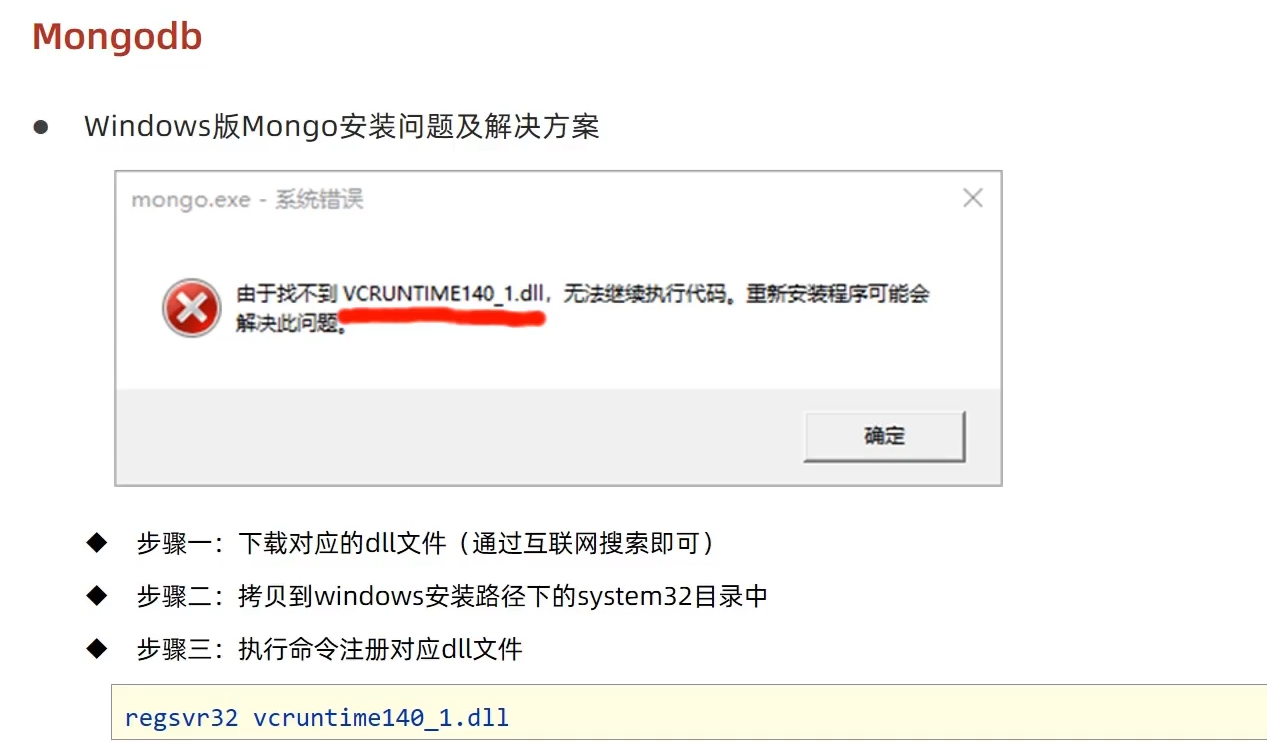 Mongodb
Windows版Mongo安装问题及解决方案
mongo.exe - 系统错误
由于找不到 VCRUNTIME140_1.dll，无法继续执行代码。重新安装程序可能会
解决此问题。
确定
步骤一：下载对应的dll文件（通过互联网搜索即可）
步骤二：拷贝到windows安装路径下的system32目录中
步骤三：执行命令注册对应dll文件
regsvr32 vcruntime140_1.dll